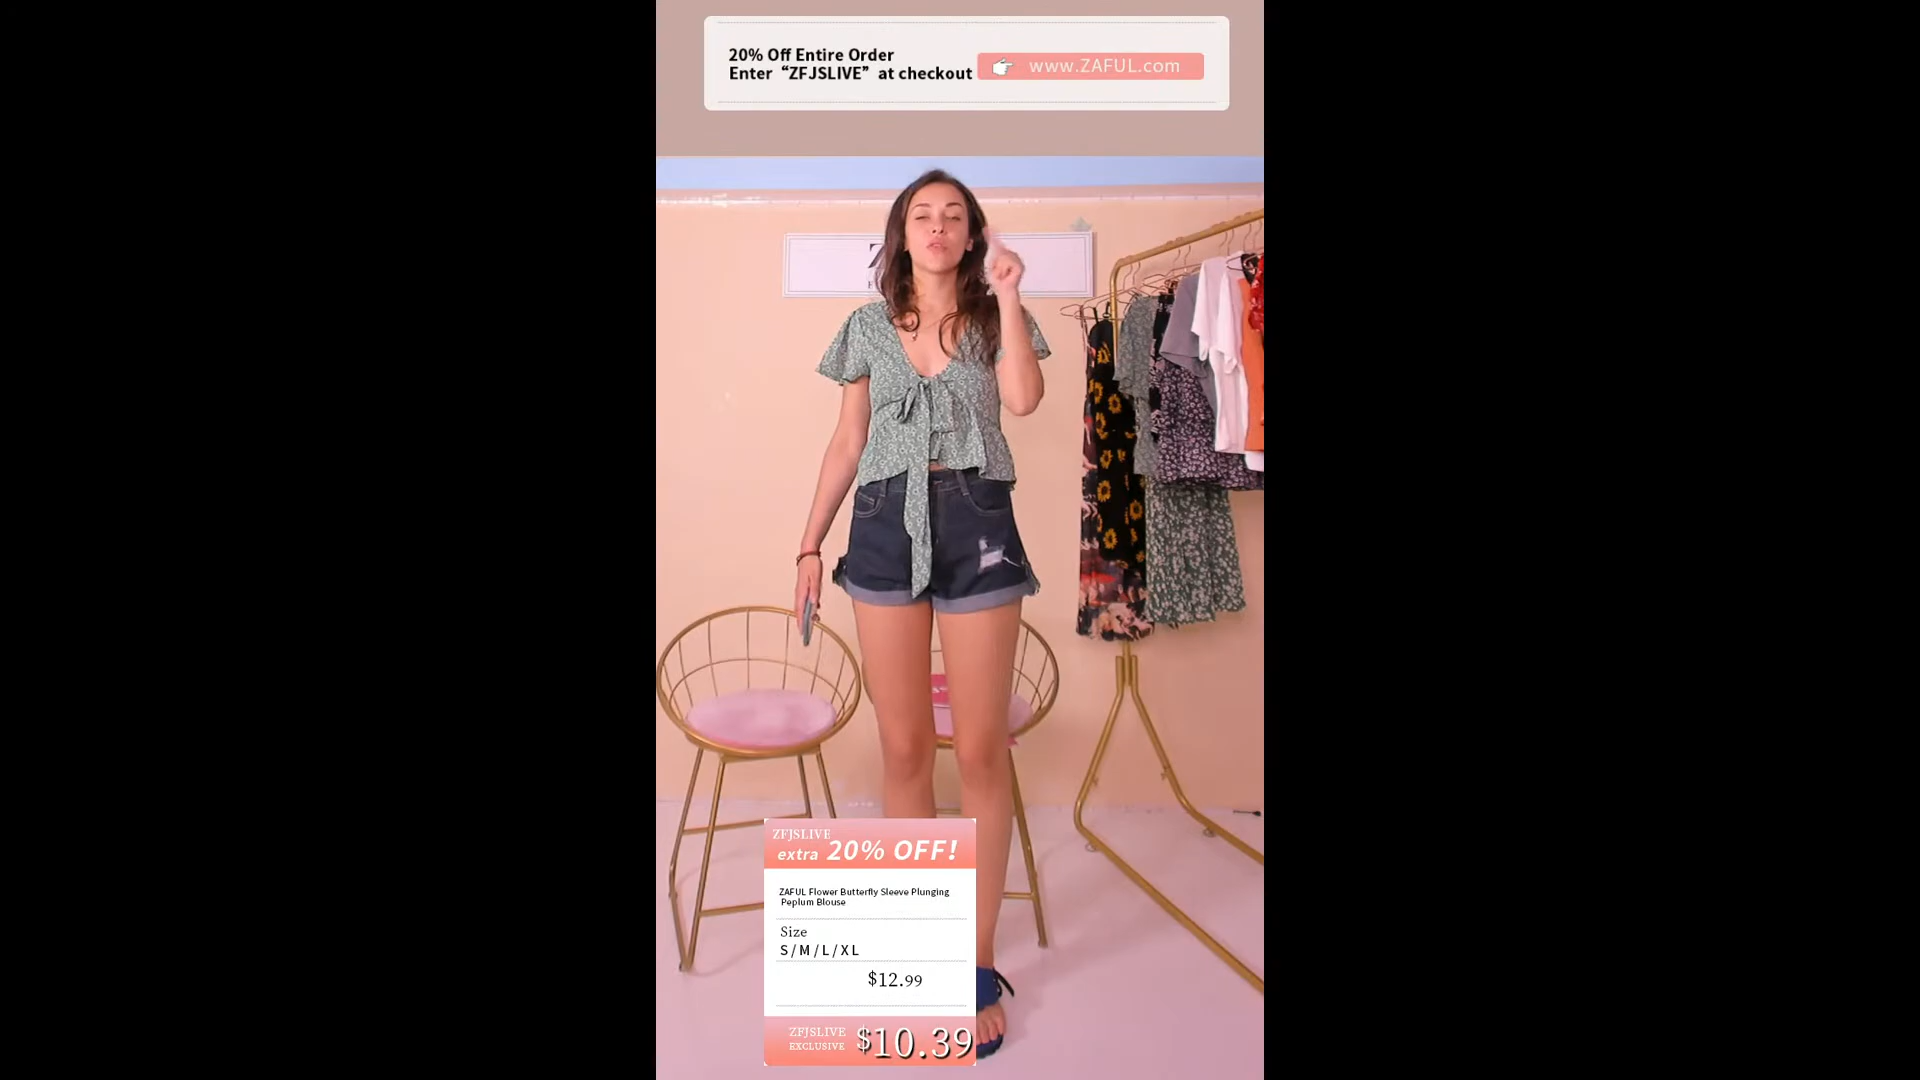 20% Off Entire Order
Enter “ZFJSLIVE” at checkout
www.ZAFUL.com
Z
ZFJSLIVE
extra 20% OFF!
ZAFUL Flower Butterfly Sleeve Plunging
Peplum Blouse
Size
S/M/L/XL
$12.99
ZFJSLIVE
EXCLUSIVE
$10.39